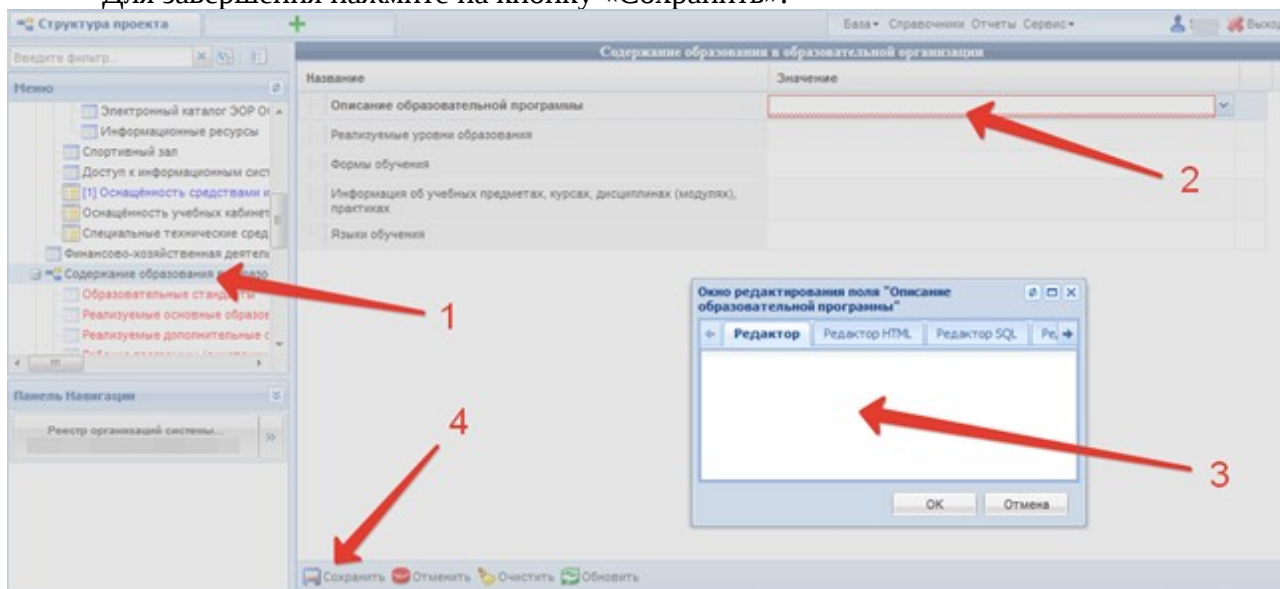 Для завершения нажмите на кнопку «Сохранить».
Структура проекта
База Справочники Отчеты Сервис
Выход
Введите фильтр...
Содержание образования в образовательной организации
Меню
Название Значение
Электронный каталог ЭОР
Описание образовательной программы
2
Информационные ресурсы
Реализуемые уровни образования
Спортивный зал
Формы обучения
Доступ к информационным сист
[1] Оснащённость средствами и
Информация об учебных предметах, курсах, дисциплинах (модулях),
практиках
Оснащённость учебных кабинет
Специальные технические сред
Языки обучения
Финансово-хозяйственная деятель
Содержание образования
1
Образовательные стандарты
Реализуемые основные образов
Реализуемые дополнительные
Окно редактирования поля "Описание
образовательной программы"
Редактор Редактор HTML Редактор SQL Ре
3
OK Отмена
Панель Навигации
Реестр организаций системы...
4
Сохранить Отменить Очистить Обновить